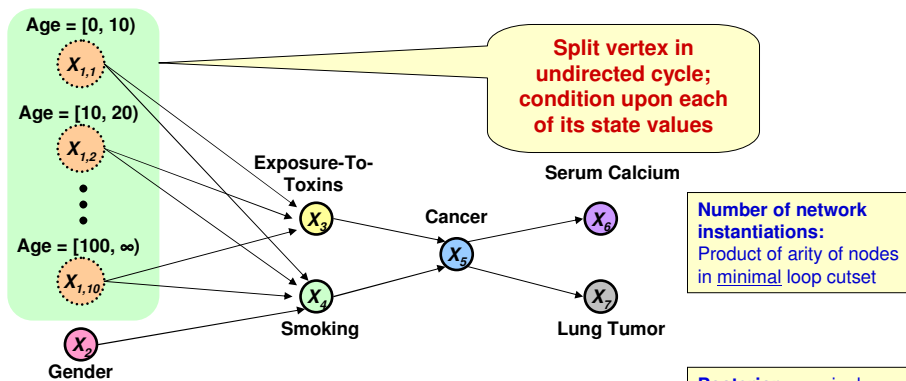 Age = [0, 10)
X1,1
Age = [10, 20)
X1,2
Age = [100, ∞)
X1,10
X2
Gender
Split vertex in
undirected cycle;
condition upon each
of its state values
Exposure-To-
Toxins
X3
X4
Smoking
Cancer
X5
Serum Calcium
X6
X7
Lung Tumor
Number of network
instantiations:
Product of arity of nodes
in minimal loop cutset